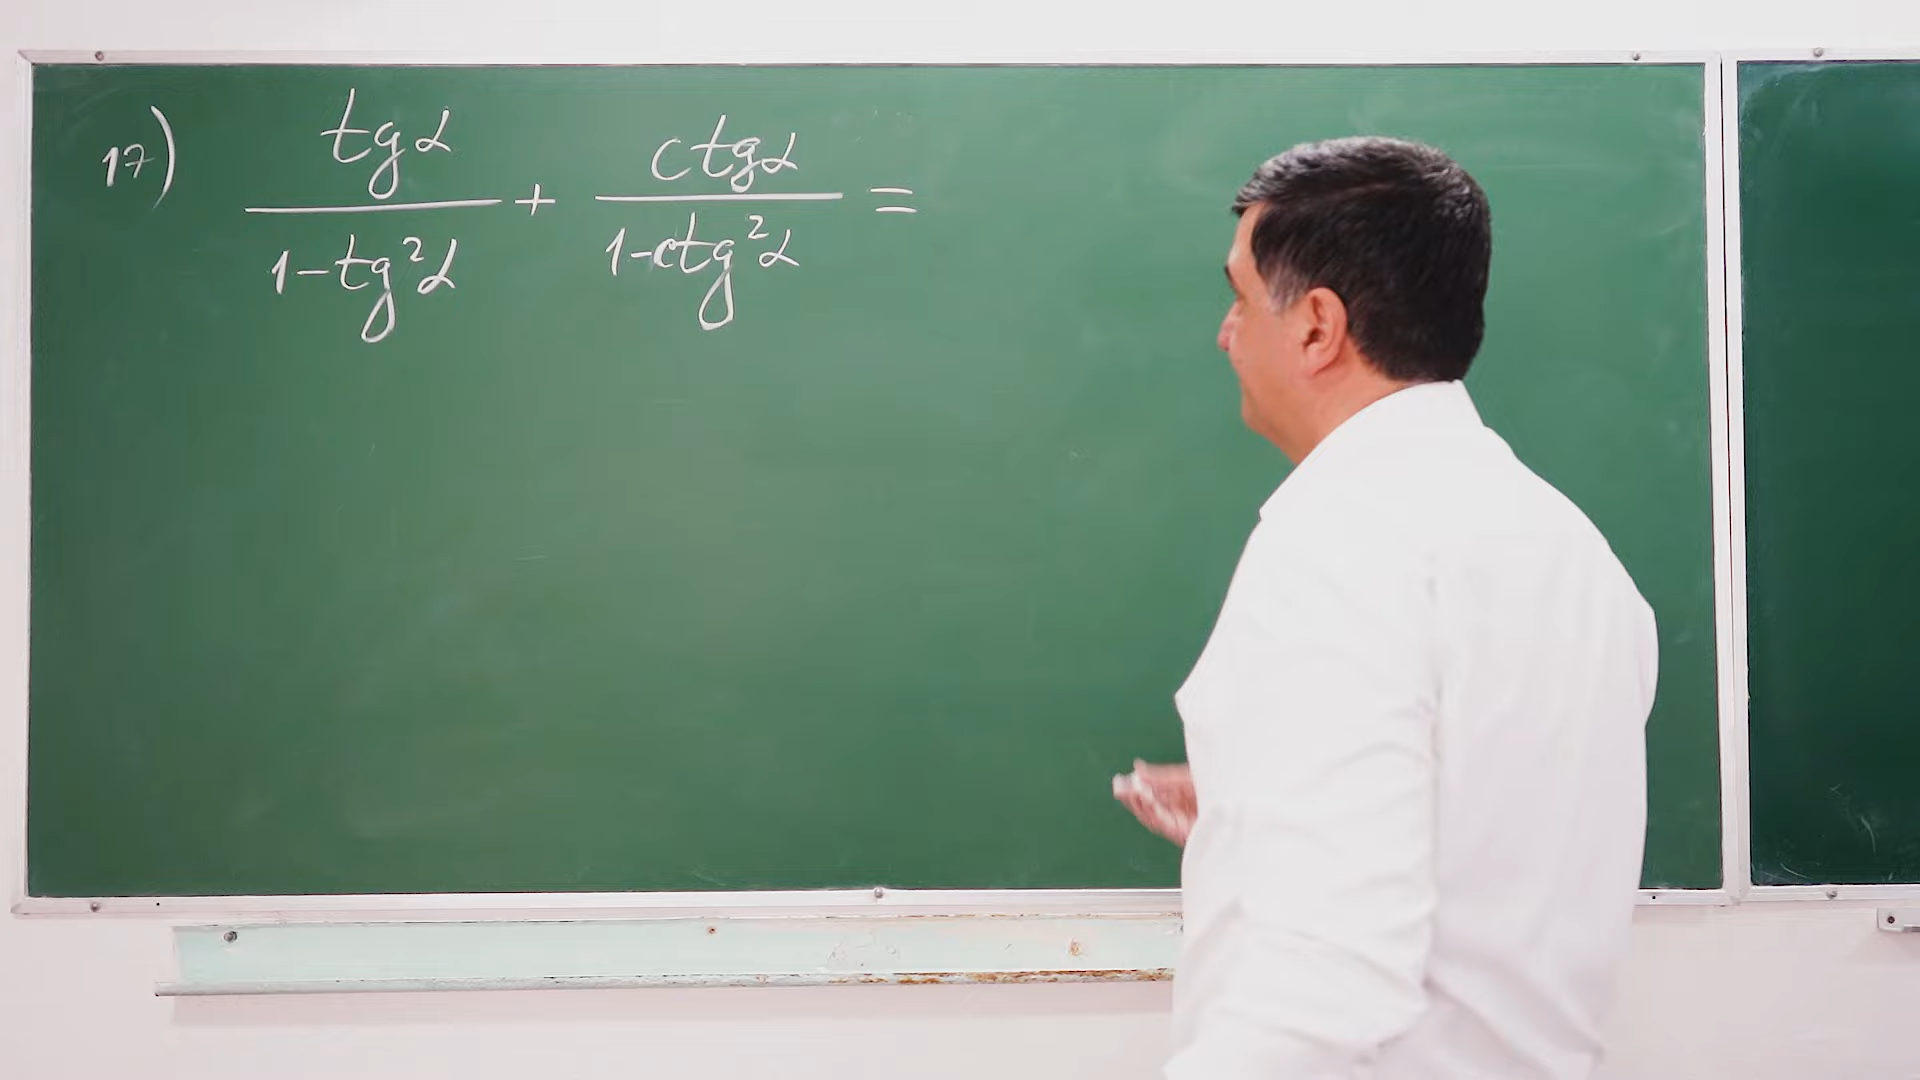 17) tgα/(1-tg²α) + ctgα/(1-ctg²α) =